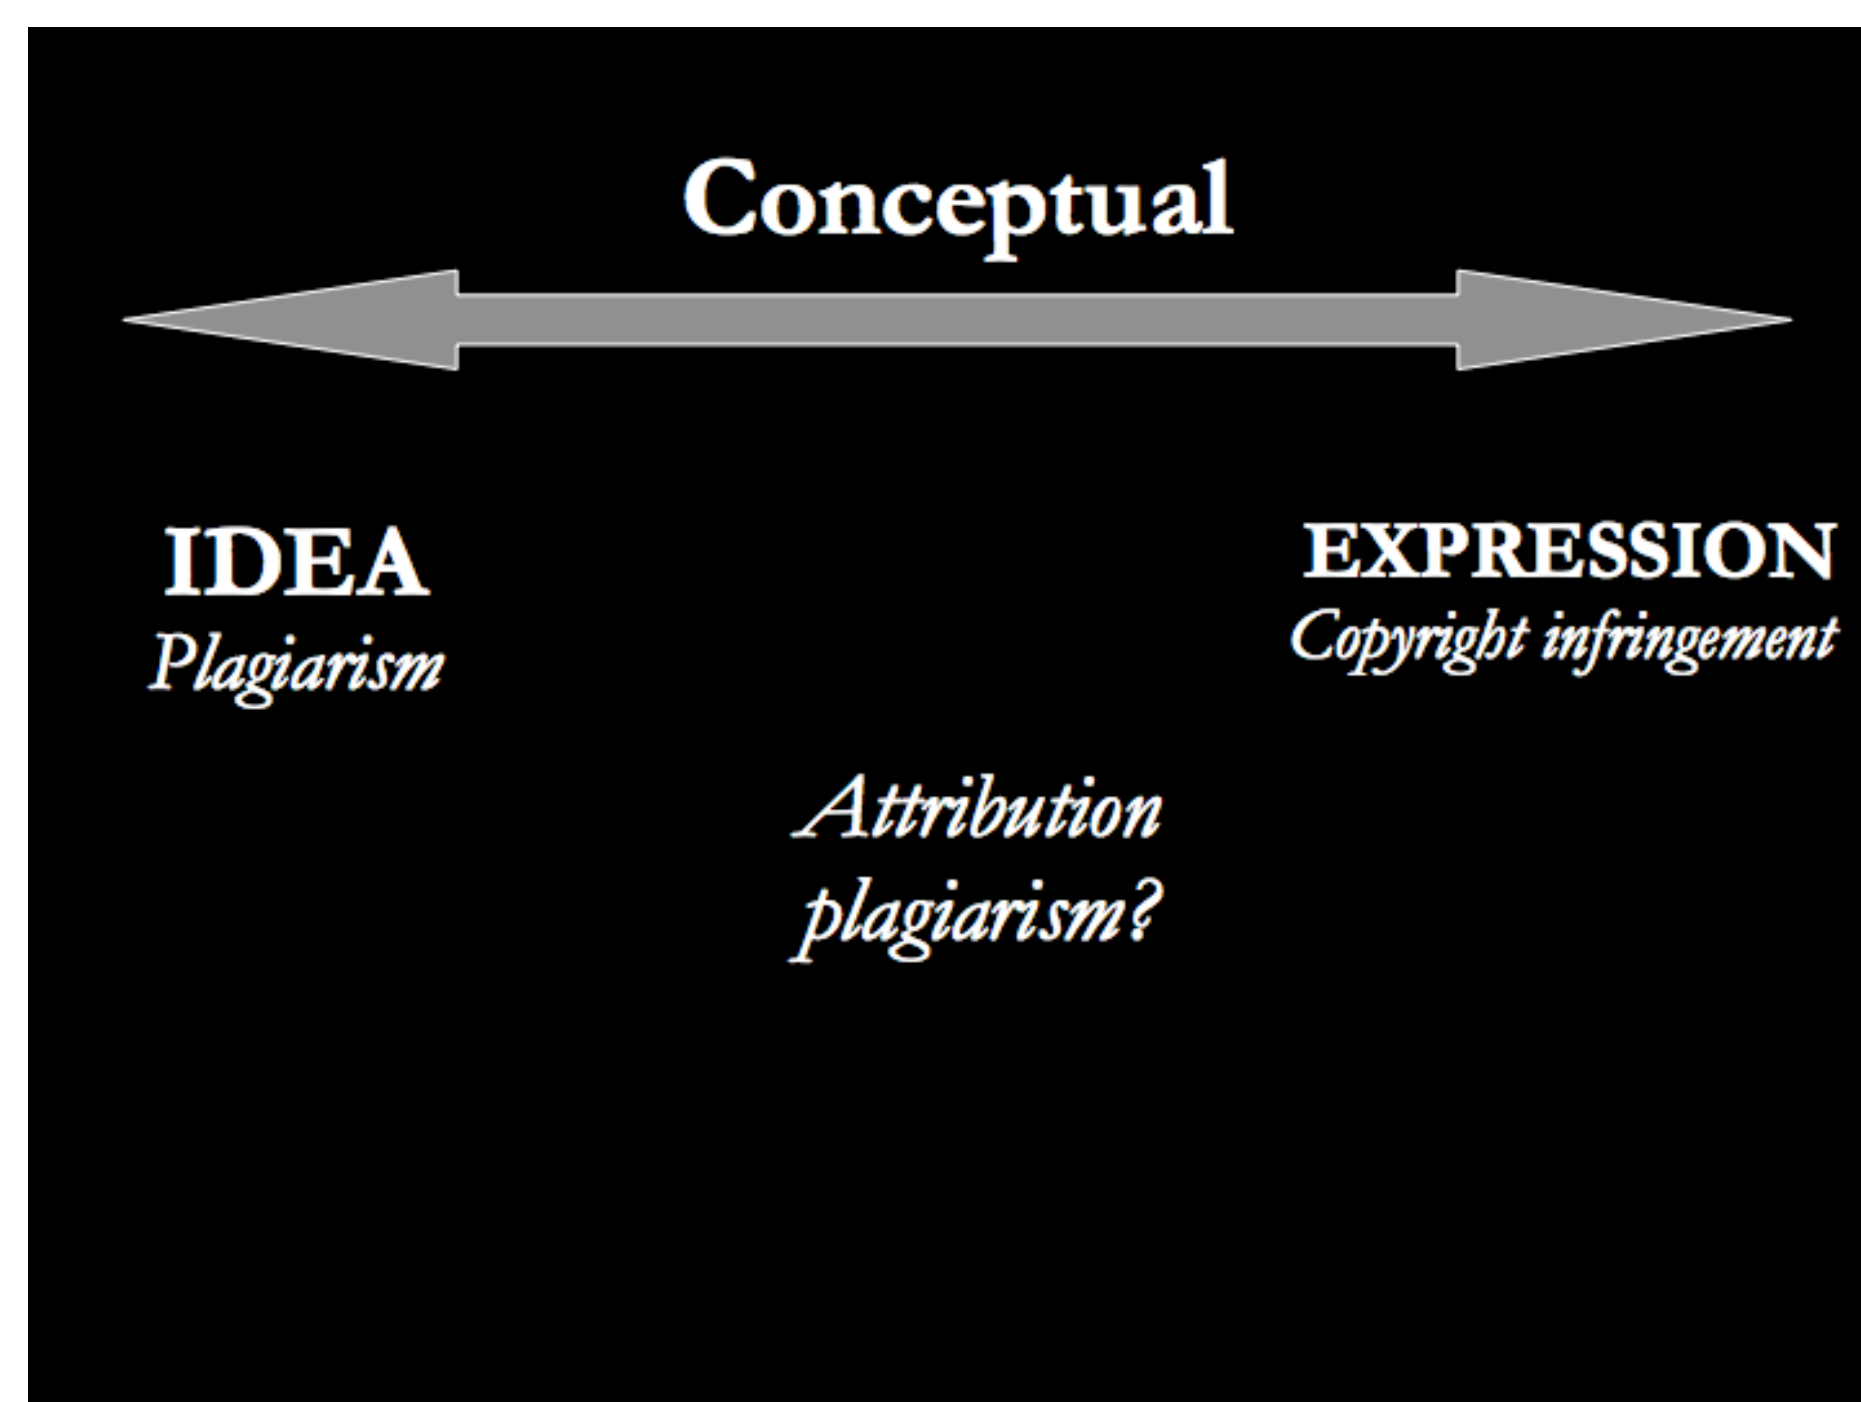 Conceptual
IDEA
Plagiarism
EXPRESSION
Copyright infringement
Attribution
plagiarism?